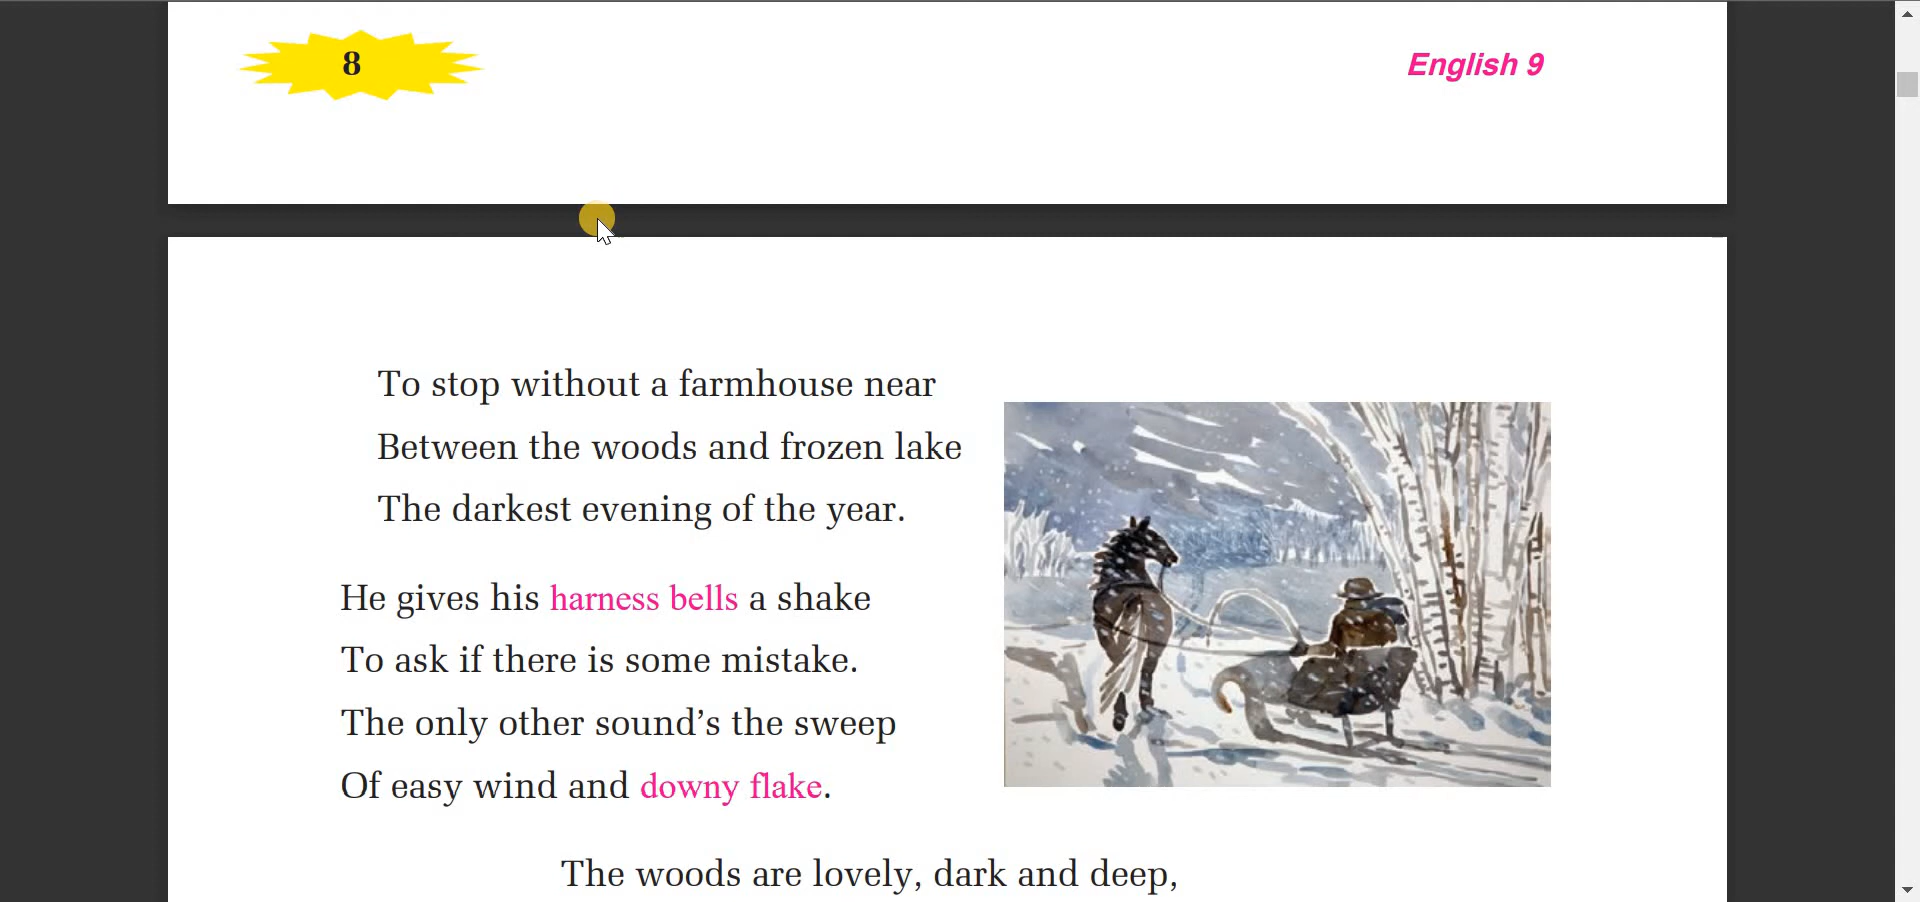 8
English 9
To stop without a farmhouse near
Between the woods and frozen lake
The darkest evening of the year.
He gives his harness bells a shake
To ask if there is some mistake.
The only other sound’s the sweep
Of easy wind and downy flake.
The woods are lovely, dark and deep,